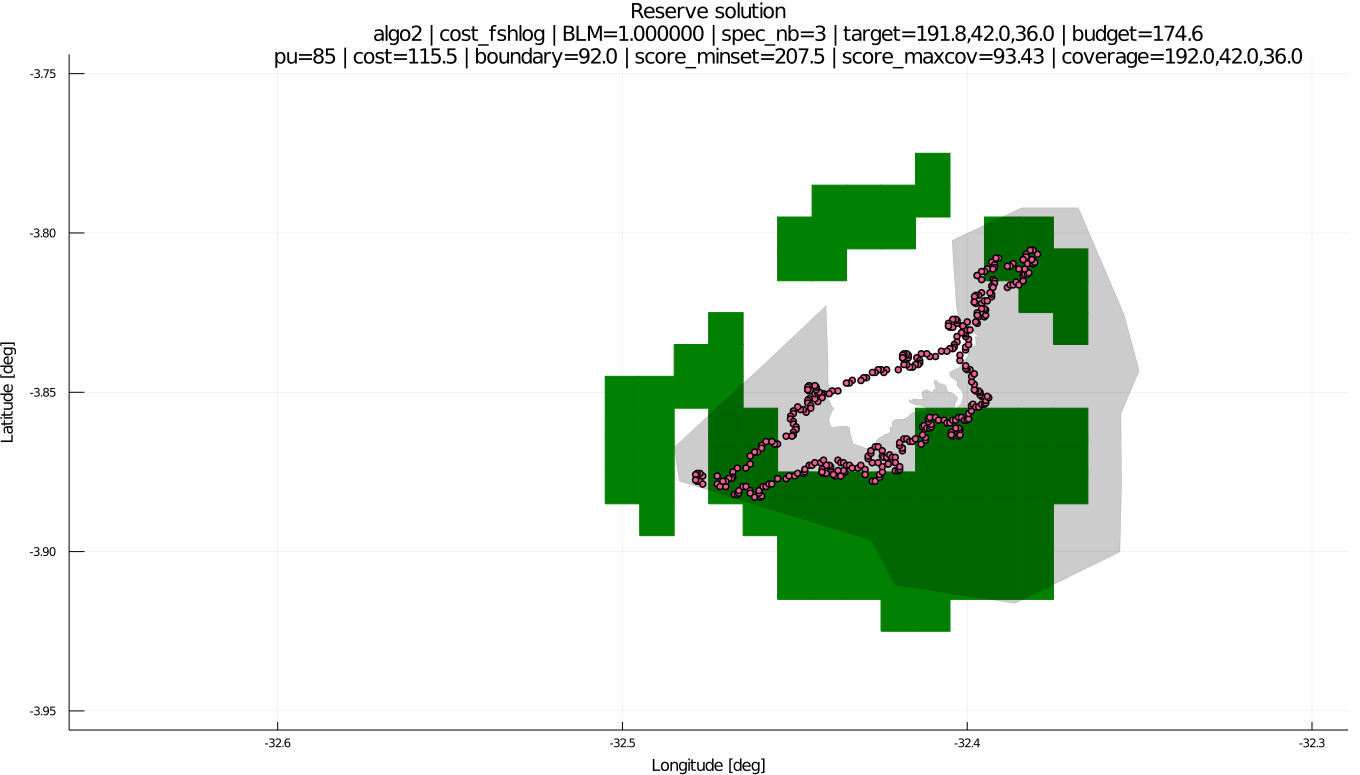 Reserve solution
algo2 | cost_fshlog | BLM=1.000000 | spec_nb=3 | target=191.8,42.0,36.0 | budget=174.6
pu=85 | cost=115.5 | boundary=92.0 | score_minset=207.5 | score_maxcov=93.43 | coverage=192.0,42.0,36.0
-3.75
-3.80
-3.85
-3.90
-3.95
Latitude [deg]
-32.6
-32.5
-32.4
-32.3
Longitude [deg]